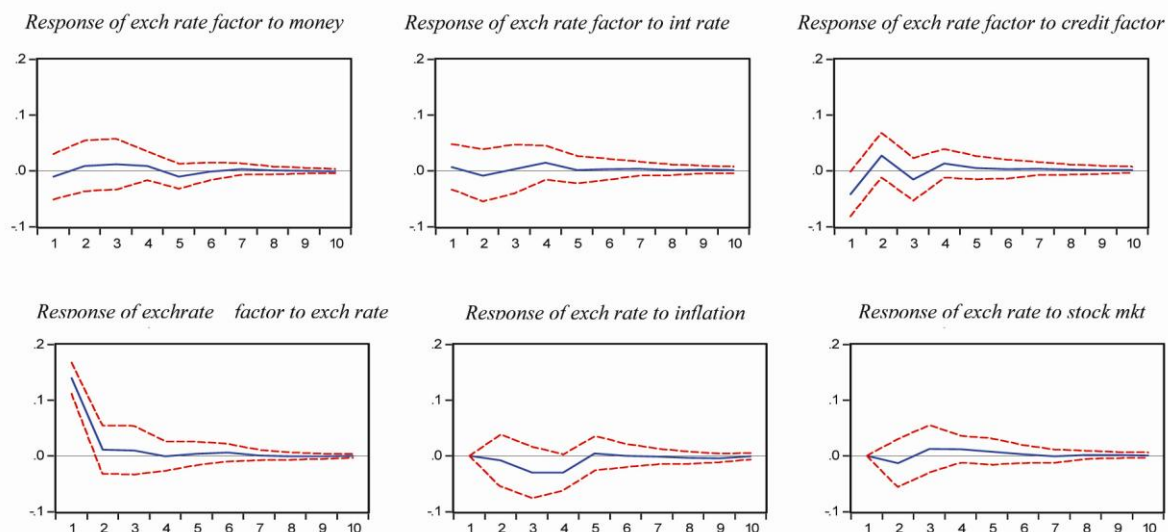 Response of exch rate factor to money
Response of exch rate factor to int rate
Response of exch rate factor to credit factor
.2
.1
.0
-.1
1 2 3 4 5 6 7 8 9 10
.2
.1
.0
-.1
1 2 3 4 5 6 7 8 9 10
.2
.1
.0
-.1
1 2 3 4 5 6 7 8 9 10
Response of exchrate factor to exch rate
Response of exch rate to inflation
Response of exch rate to stock mkt
.2
.1
.0
-.1
1 2 3 4 5 6 7 8 9 10
.2
.1
.0
-.1
1 2 3 4 5 6 7 8 9 10
.2
.1
.0
-.1
1 2 3 4 5 6 7 8 9 10